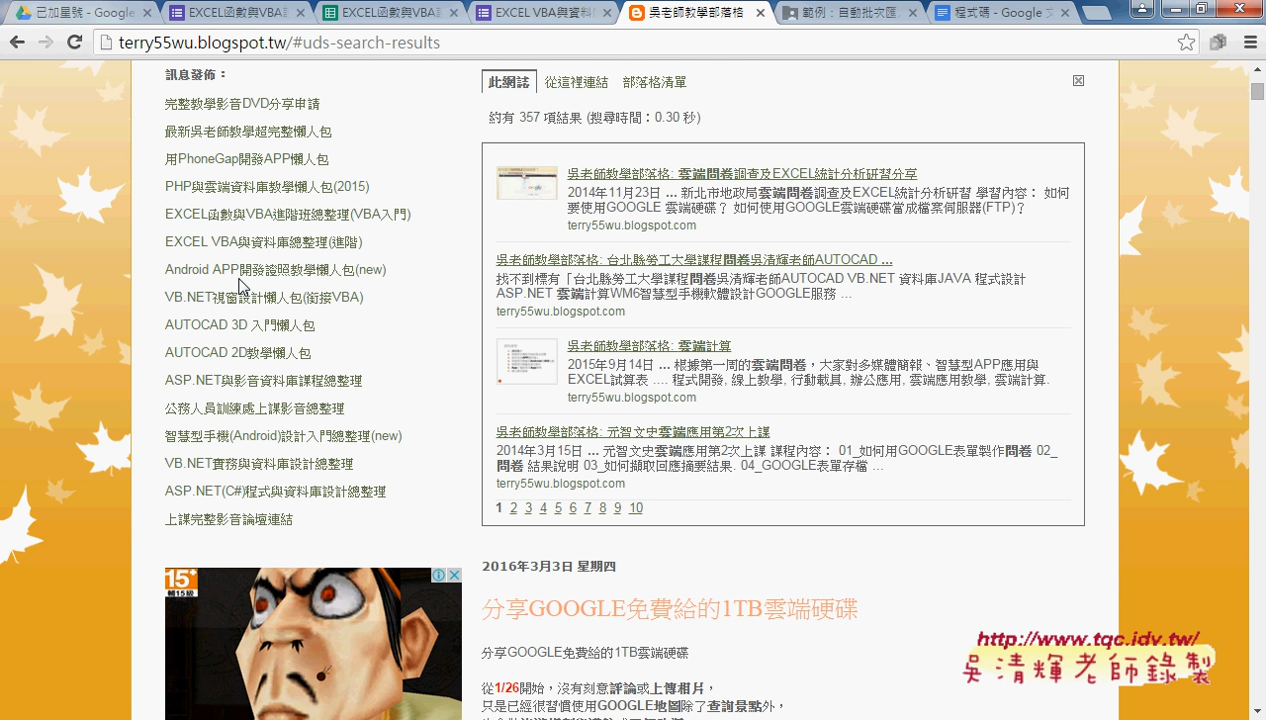 已加星號 - Google
EXCEL函數與VBA
EXCEL函數與VBA
EXCEL VBA與資料
吳老師教學部落格
範例：自動批次匯
程式碼 - Google 文
terry55wu.blogspot.tw/#uds-search-results
訊息發佈：
完整教學影音DVD分享申請
最新吳老師教學超完整懶人包
用PhoneGap開發APP懶人包
PHP與雲端資料庫教學懶人包(2015)
EXCEL函數與VBA進階班總整理(VBA入門)
EXCEL VBA與資料庫總整理(進階)
Android APP開發證照教學懶人包(new)
VB.NET視窗設計懶人包(銜接VBA)
AUTOCAD 3D 入門懶人包
AUTOCAD 2D教學懶人包
ASP.NET與影音資料庫課程總整理
公務人員訓練處上課影音總整理
智慧型手機(Android)設計入門總整理(new)
VB.NET實務與資料庫設計總整理
ASP.NET(C#)程式與資料庫設計總整理
上課完整影音論壇連結
15+
輔15級
此網誌 從這裡連結 部落格清單
約有 357 項結果 (搜尋時間：0.30 秒)
吳老師教學部落格: 雲端問卷調查及EXCEL統計分析研習分享
2014年11月23日 ... 新北市地政局雲端問卷調查及EXCEL統計分析研習 學習內容： 如何
要使用GOOGLE 雲端硬碟？ 如何使用GOOGLE雲端硬碟當成檔案伺服器(FTP)？
terry55wu.blogspot.com
吳老師教學部落格: 台北縣勞工大學課程問卷吳清輝老師AUTOCAD ...
找不到標有「台北縣勞工大學課程問卷吳清輝老師AUTOCAD VB.NET 資料庫JAVA 程式設計
ASP.NET 雲端計算WM6智慧型手機軟體設計GOOGLE服務 ...
terry55wu.blogspot.com
吳老師教學部落格: 雲端計算
2015年9月14日 ... 根據第一周的雲端問卷，大家對多媒體簡報、智慧型APP應用與
EXCEL試算表 .... 程式開發, 線上教學, 行動載具, 辦公應用, 雲端應用教學, 雲端計算.
terry55wu.blogspot.com
吳老師教學部落格: 元智文史雲端應用第2次上課
2014年3月15日 ... 元智文史雲端應用第2次上課 課程內容： 01_如何用GOOGLE表單製作問卷 02_
問卷 結果說明 03_如何擷取回應摘要結果. 04_GOOGLE表單存檔 ...
terry55wu.blogspot.com
1 2 3 4 5 6 7 8 9 10
2016年3月3日 星期四
分享GOOGLE免費給的1TB雲端硬碟
分享GOOGLE免費給的1TB雲端硬碟
從1/26開始，沒有刻意評論或上傳相片，
只是已經很習慣使用GOOGLE地圖除了查詢景點外，
http://www.tqc.idv.tw/
吳清輝老師錄製